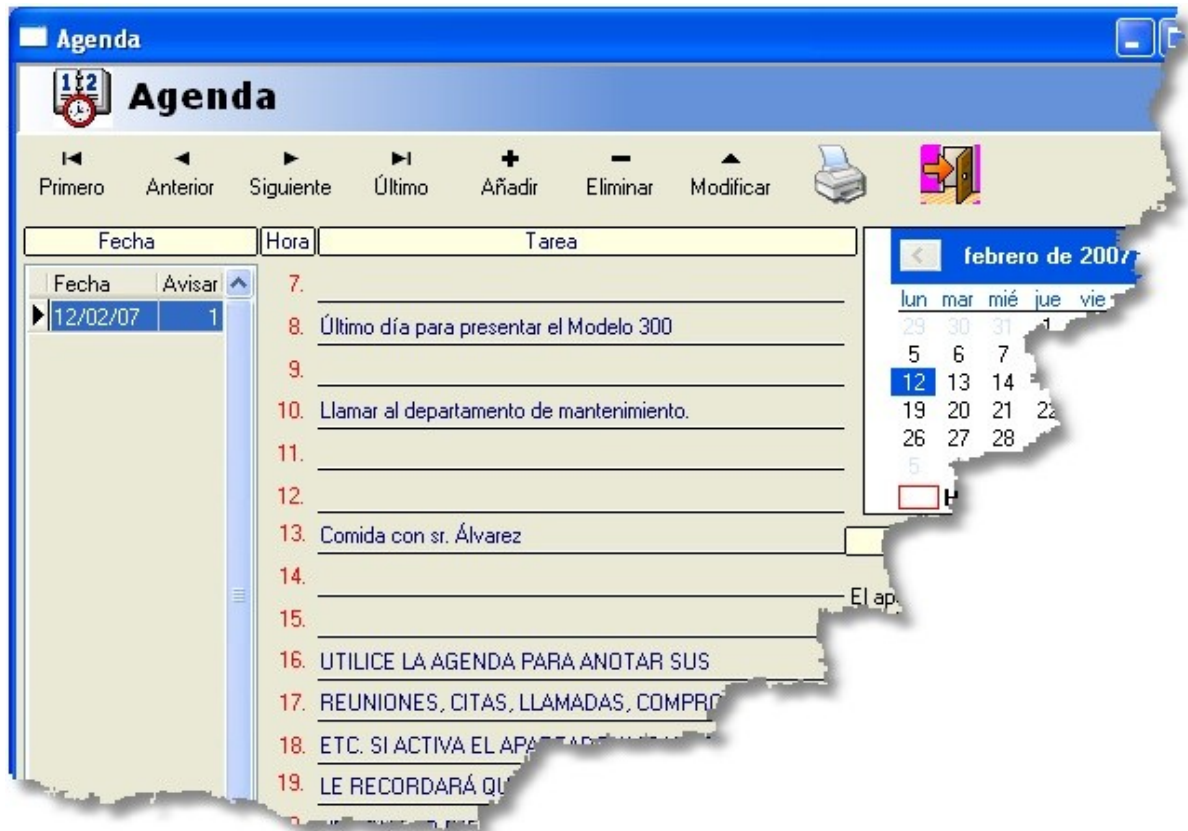 Agenda
Agenda
Primero Anterior Siguiente Último Añadir Eliminar Modificar
Fecha Hora Tarea
febrero de 2007
Fecha Avisar
12/02/07 1
lun mar mié jue vie
29 30 31 1
5 6 7
12 13 14
19 20 21 22
26 27 28
5
7.
8. Último día para presentar el Modelo 300
9.
10. Llamar al departamento de mantenimiento.
11.
12.
13. Comida con sr. Álvarez
14.
15.
El
16. UTILICE LA AGENDA PARA ANOTAR SUS
17. REUNIONES, CITAS, LLAMADAS,
18. ETC. SI ACTIVA EL
19. LE RECORDARÁ